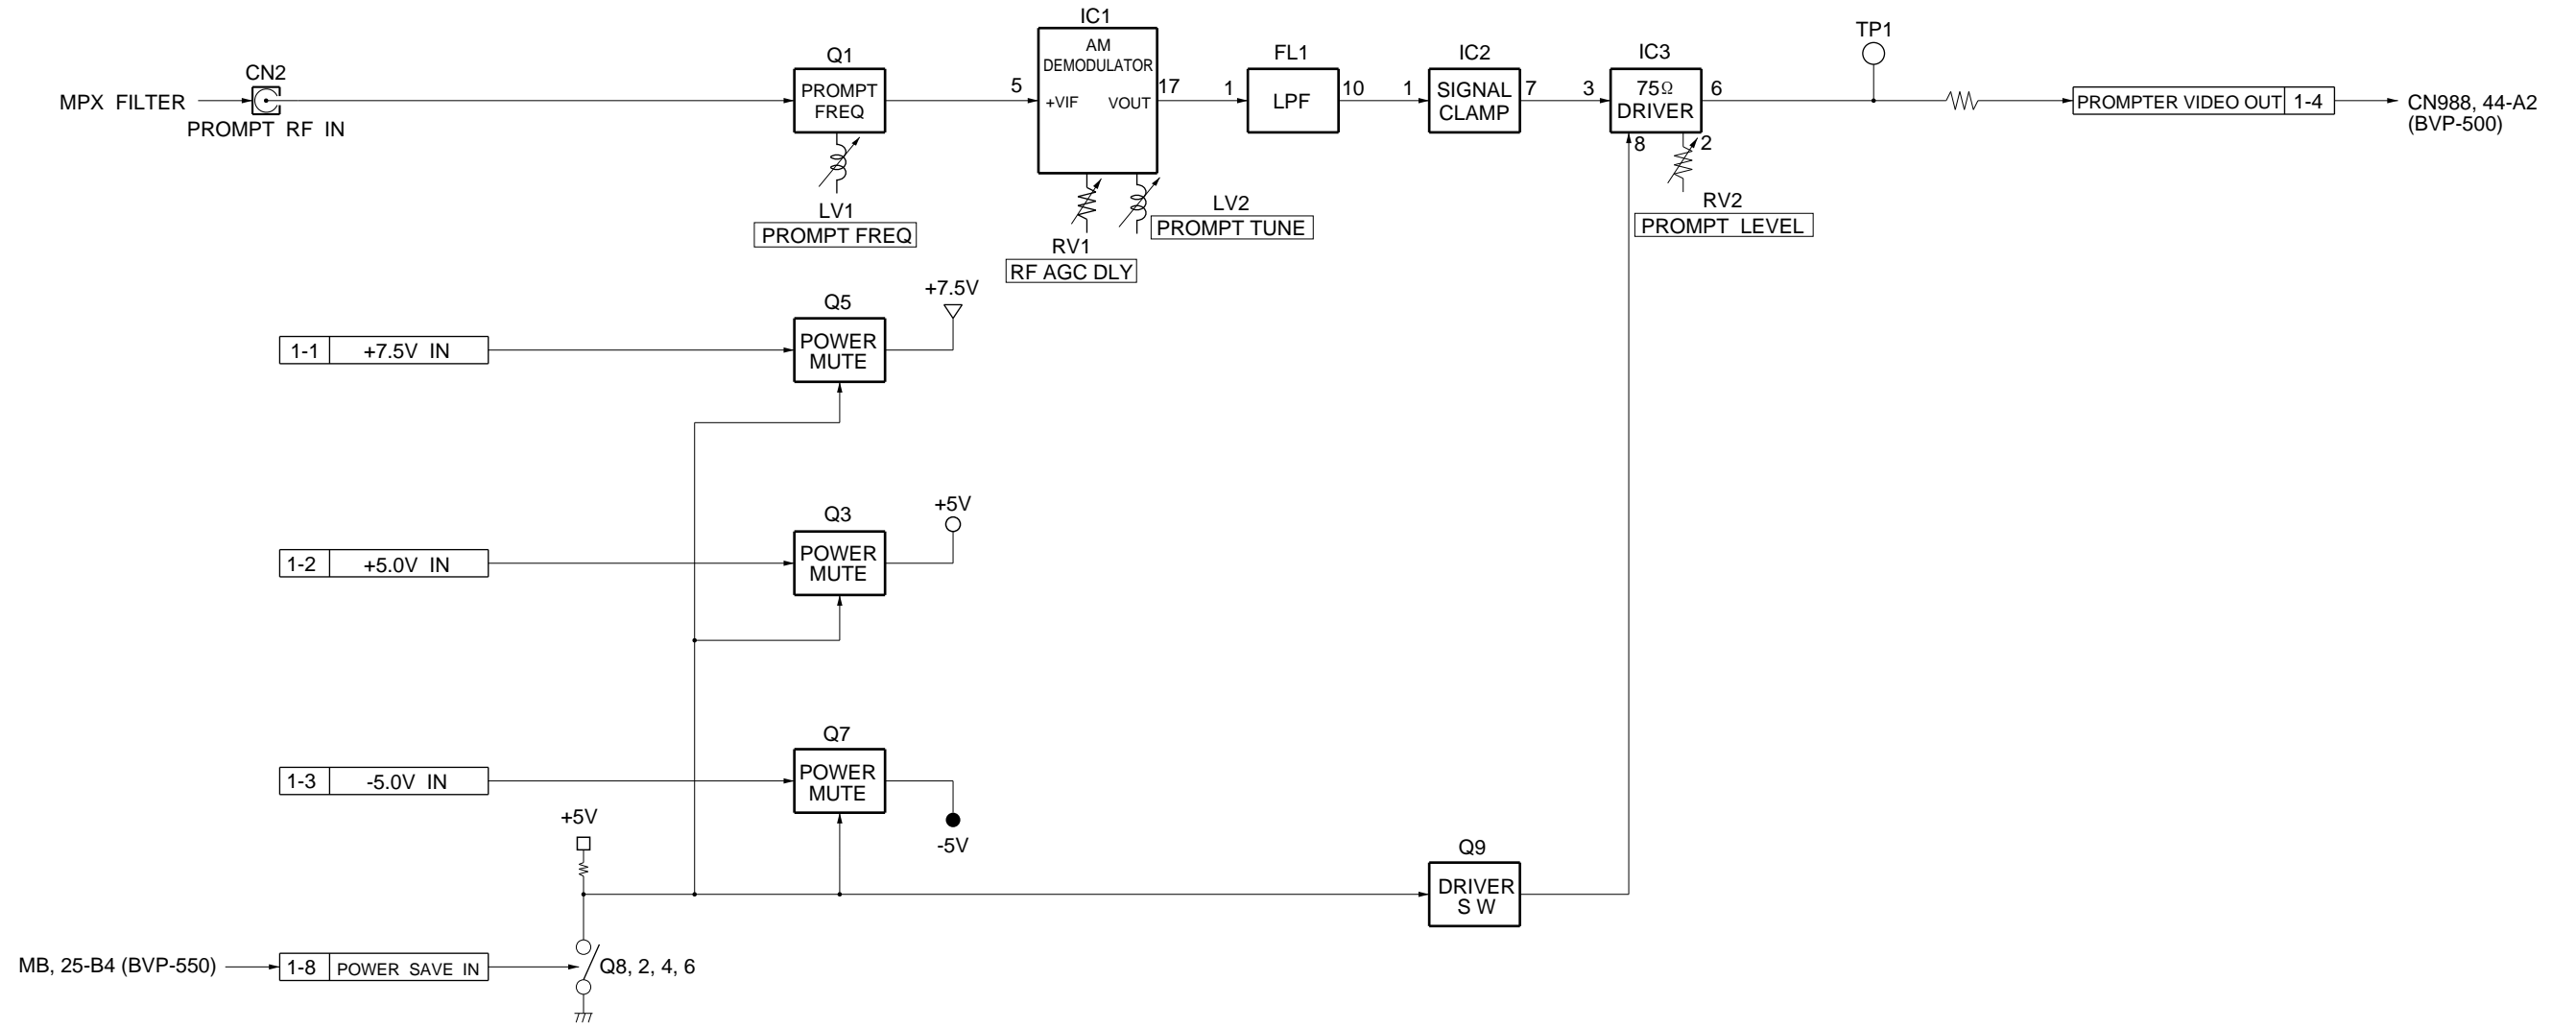 IC1
TP1
Q1
AM
DEMODULATOR
FL1
IC2
IC3
CN2
MPX FILTER
PROMPT RF IN
PROMPT
FREQ
5
+VIF
VOUT
17
1
LPF
10
1
SIGNAL
CLAMP
7
3
75Ω
DRIVER
6
8
2
PROMPTER VIDEO OUT
1-4
CN988, 44-A2
(BVP-500)
LV1
PROMPT FREQ
LV2
PROMPT TUNE
RV1
RF AGC DLY
RV2
PROMPT LEVEL
Q5
+7.5V
1-1
+7.5V IN
POWER
MUTE
Q3
+5V
1-2
+5.0V IN
POWER
MUTE
Q7
1-3
-5.0V IN
POWER
MUTE
-5V
+5V
Q9
DRIVER
S W
MB, 25-B4 (BVP-550)
1-8
POWER SAVE IN
Q8, 2, 4, 6